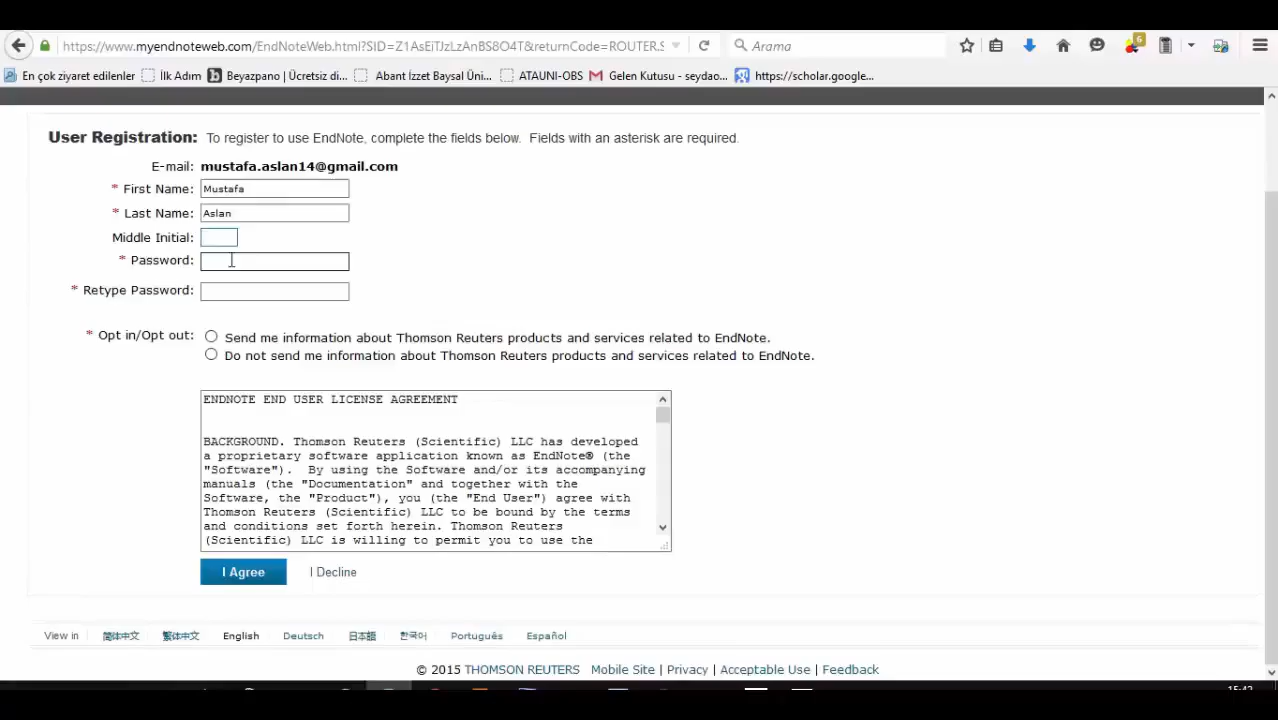 https://www.myendnoteweb.com/EndNoteWeb.html?SID=Z1AsEiTJzLzAnBS8O4T&returnCode=ROUTER.S
Arama
6
En çok ziyaret edilenler İlk Adım Beyazpano | Ücretsiz di... Abant İzzet Baysal Üni... ATAUNI-OBS Gelen Kutusu - seydao... https://scholar.google...
User Registration: To register to use EndNote, complete the fields below. Fields with an asterisk are required.
E-mail: mustafa.aslan14@gmail.com
* First Name: Mustafa
* Last Name: Aslan
Middle Initial:
* Password:
* Retype Password:
* Opt in/Opt out: Send me information about Thomson Reuters products and services related to EndNote.
Do not send me information about Thomson Reuters products and services related to EndNote.
ENDNOTE END USER LICENSE AGREEMENT
BACKGROUND. Thomson Reuters (Scientific) LLC has developed
a proprietary software application known as EndNote® (the
"Software"). By using the Software and/or its accompanying
manuals (the "Documentation" and together with the
Software, the "Product"), you (the "End User") agree with
Thomson Reuters (Scientific) LLC to be bound by the terms
and conditions set forth herein. Thomson Reuters
(Scientific) LLC is willing to permit you to use the
I Agree I Decline
View in 简体中文 繁体中文 English Deutsch 日本語 한국어 Português Español
© 2015 THOMSON REUTERS Mobile Site | Privacy | Acceptable Use | Feedback